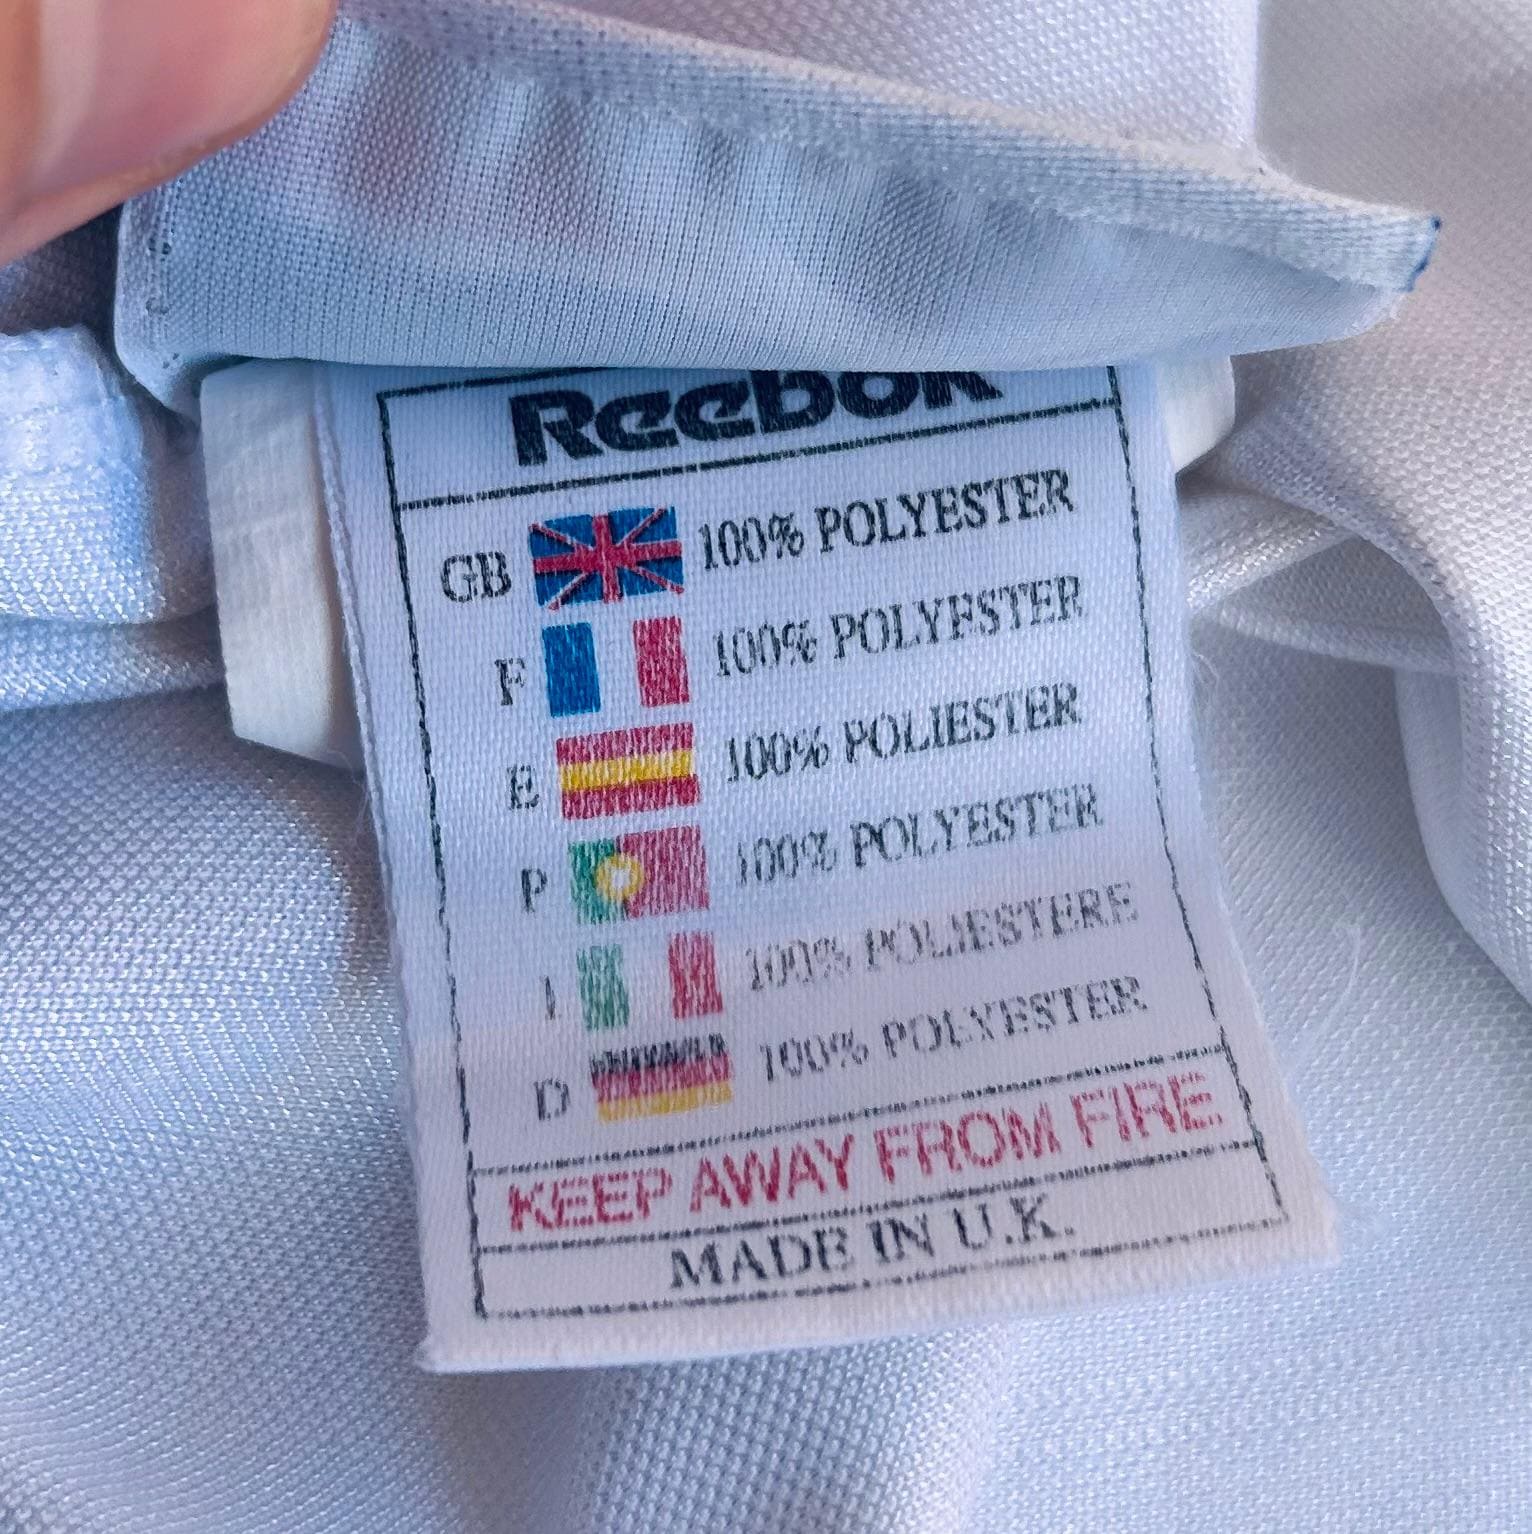 Reebok
GB 100% POLYESTER
F 100% POLYESTER
E 100% POLIESTER
P 100% POLYESTER
I 100% POLIESTERE
D 100% POLYESTER
KEEP AWAY FROM FIRE
MADE IN U.K.